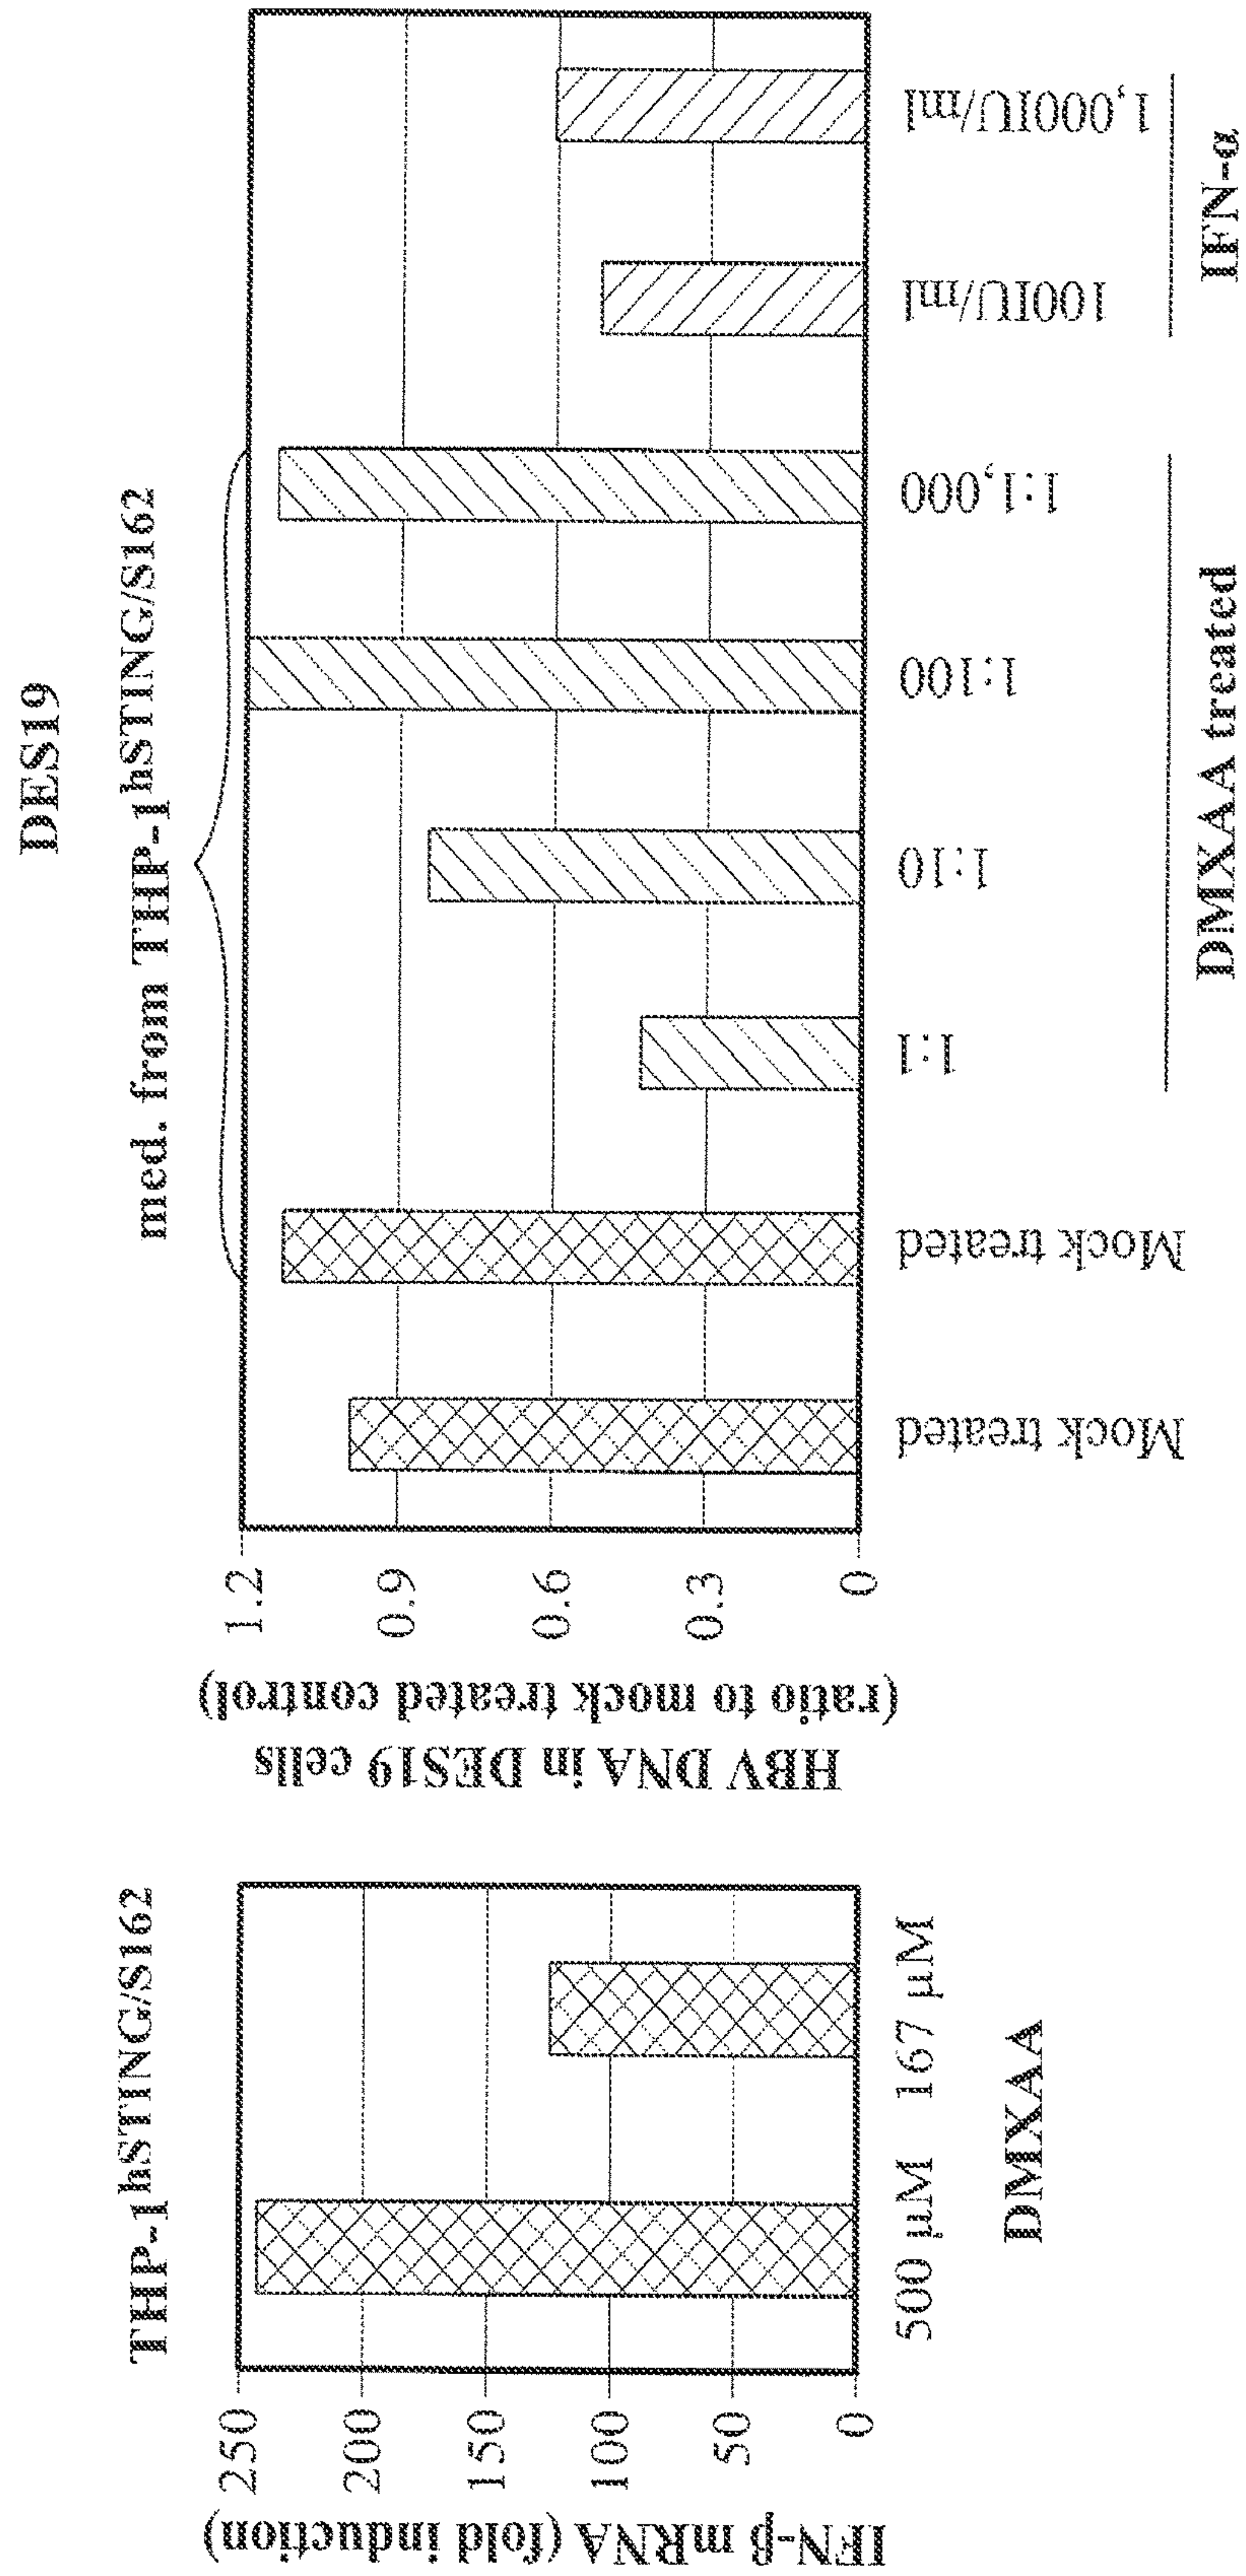 THP-1hSTING/S162
IFN-β mRNA (fold induction)
250
200
150
100
50
0
500 µM 167 µM
DMXAA
DES19
med. from THP-1hSTING/S162
HBV DNA in DES19 cells
(ratio to mock treated control)
1.2
0.9
0.6
0.3
0
Mock treated
Mock treated
1:1
1:10
1:100
1:1,000
100IU/ml
1,000IU/ml
DMXAA treated
IFN-α